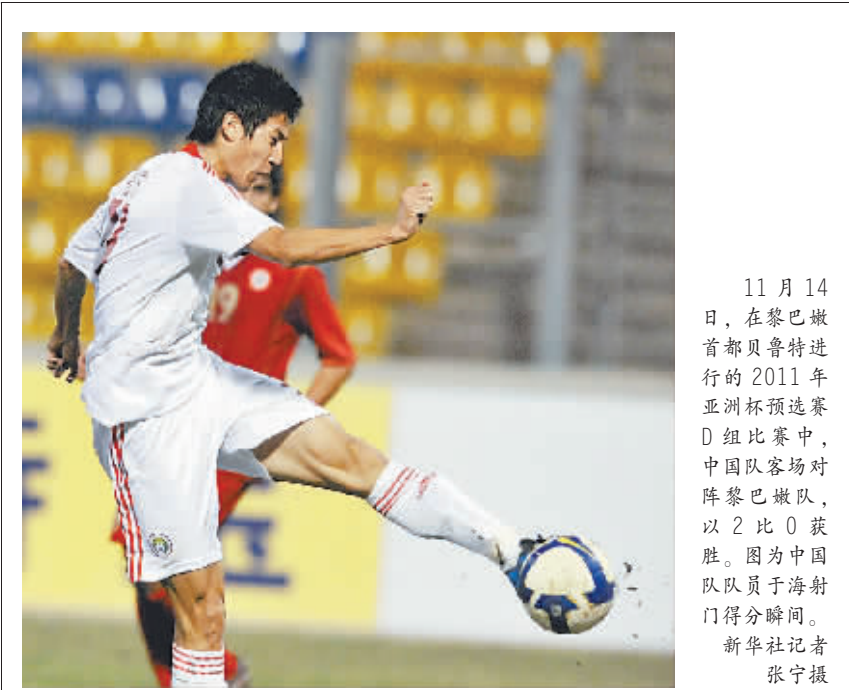 19
11 月 14
日，在黎巴嫩
首都贝鲁特进
行的 2011 年
亚洲杯预选赛
D 组比赛中，
中国队客场对
阵黎巴嫩队，
以 2 比 0 获
胜。图为中国
队队员于海射
门得分瞬间。
新华社记者
张宁摄